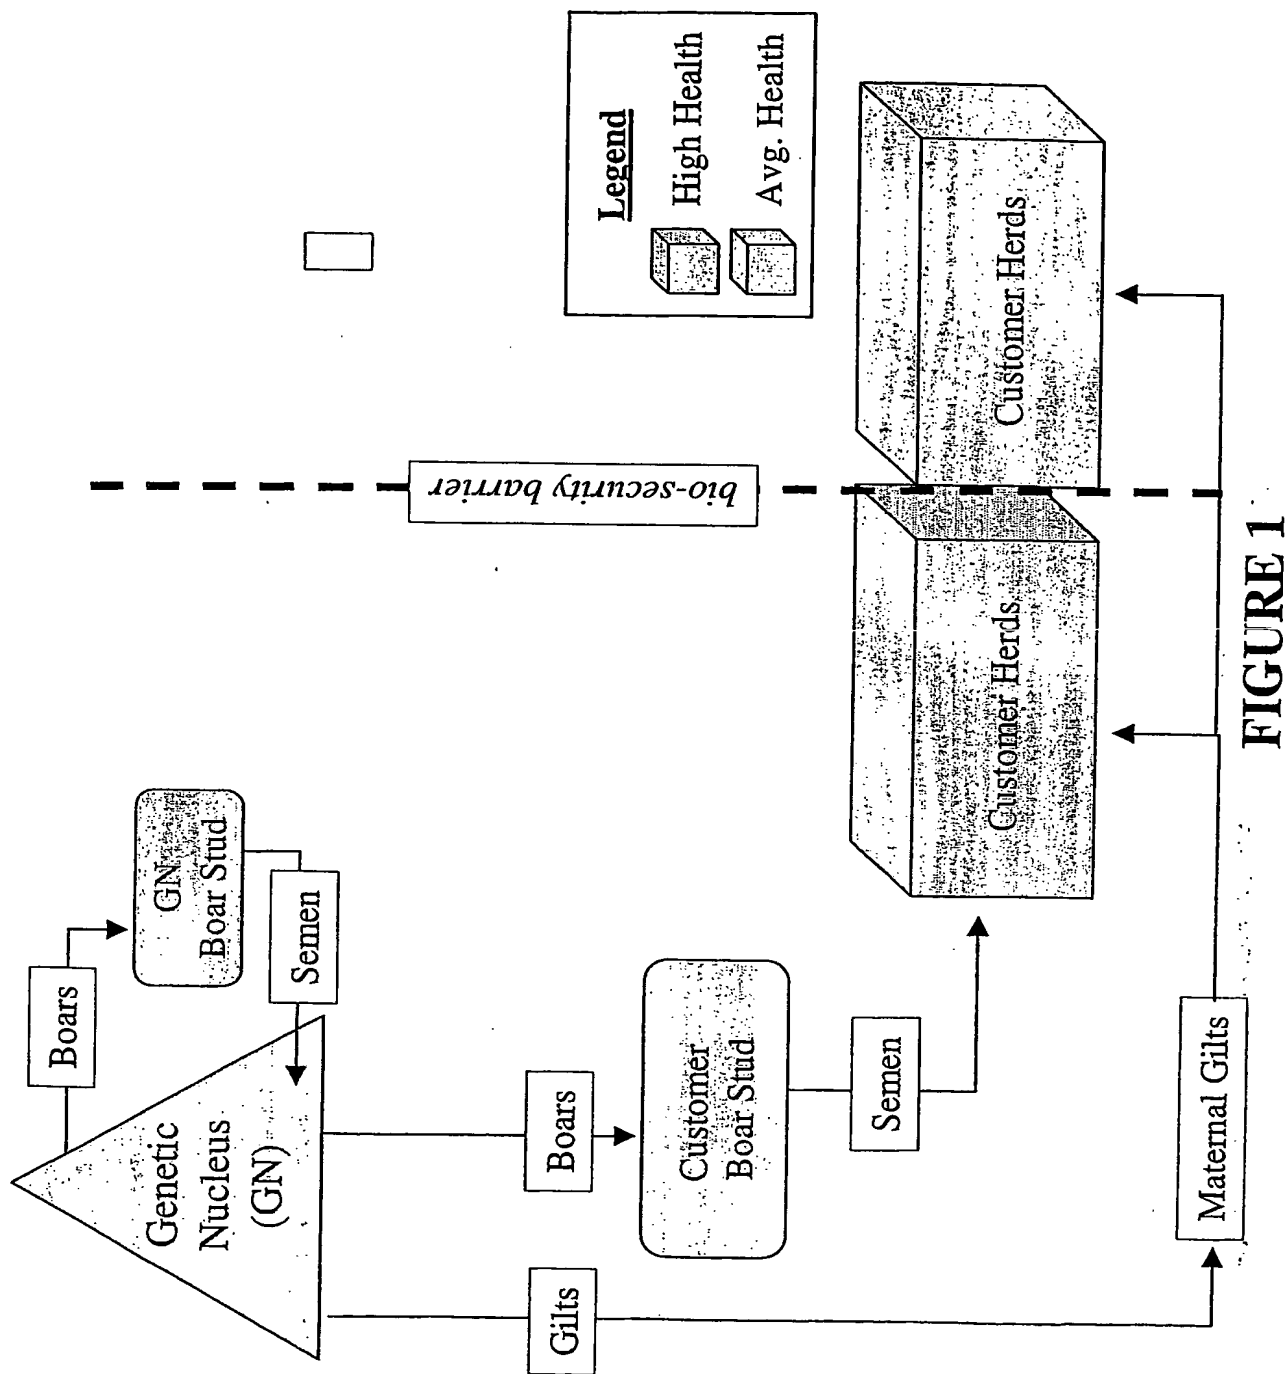 Genetic
Nucleus
(GN)
Boars
GN
Boar Stud
Semen
Gilts
Boars
Customer
Boar Stud
Semen
Maternal Gilts
bio-security barrier
Customer Herds
Customer Herds
Legend
High Health
Avg. Health
FIGURE 1